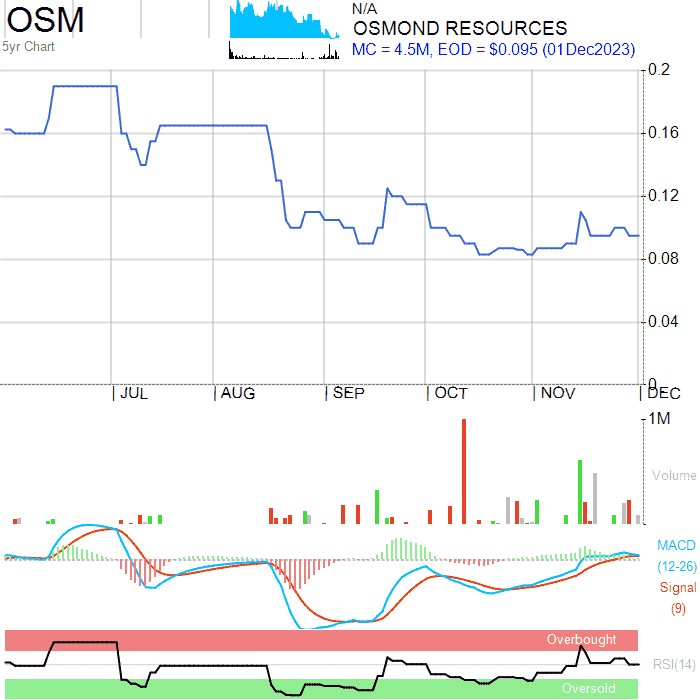 OSM
5yr Chart
N/A
OSMOND RESOURCES
MC = 4.5M, EOD = $0.095 (01Dec2023)
0.2
0.16
0.12
0.08
0.04
0
| JUL | AUG | SEP | OCT | NOV | DEC
1M
Volume
MACD
(12-26)
Signal
(9)
Overbought
RSI(14)
Oversold